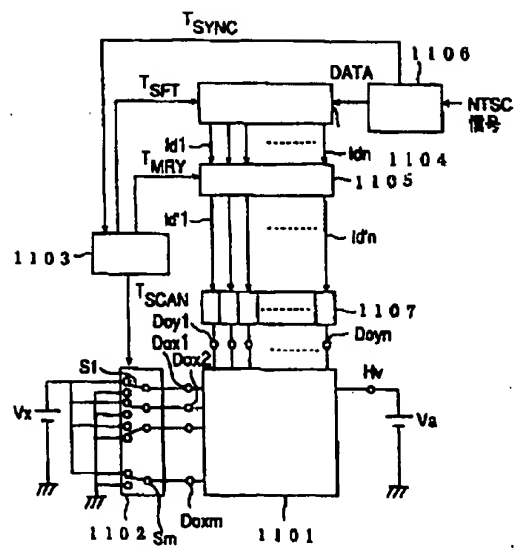 TSYNC
1106
DATA
TSFT
NTSC
信号
Id1
Idn
1104
TMRY
1105
Id'1
Id'n
1103
TSCAN
1107
Doy1
Doyn
Dox1
S1
Dox2
Hv
Vx
Va
Doxm
1102
Sm
1101